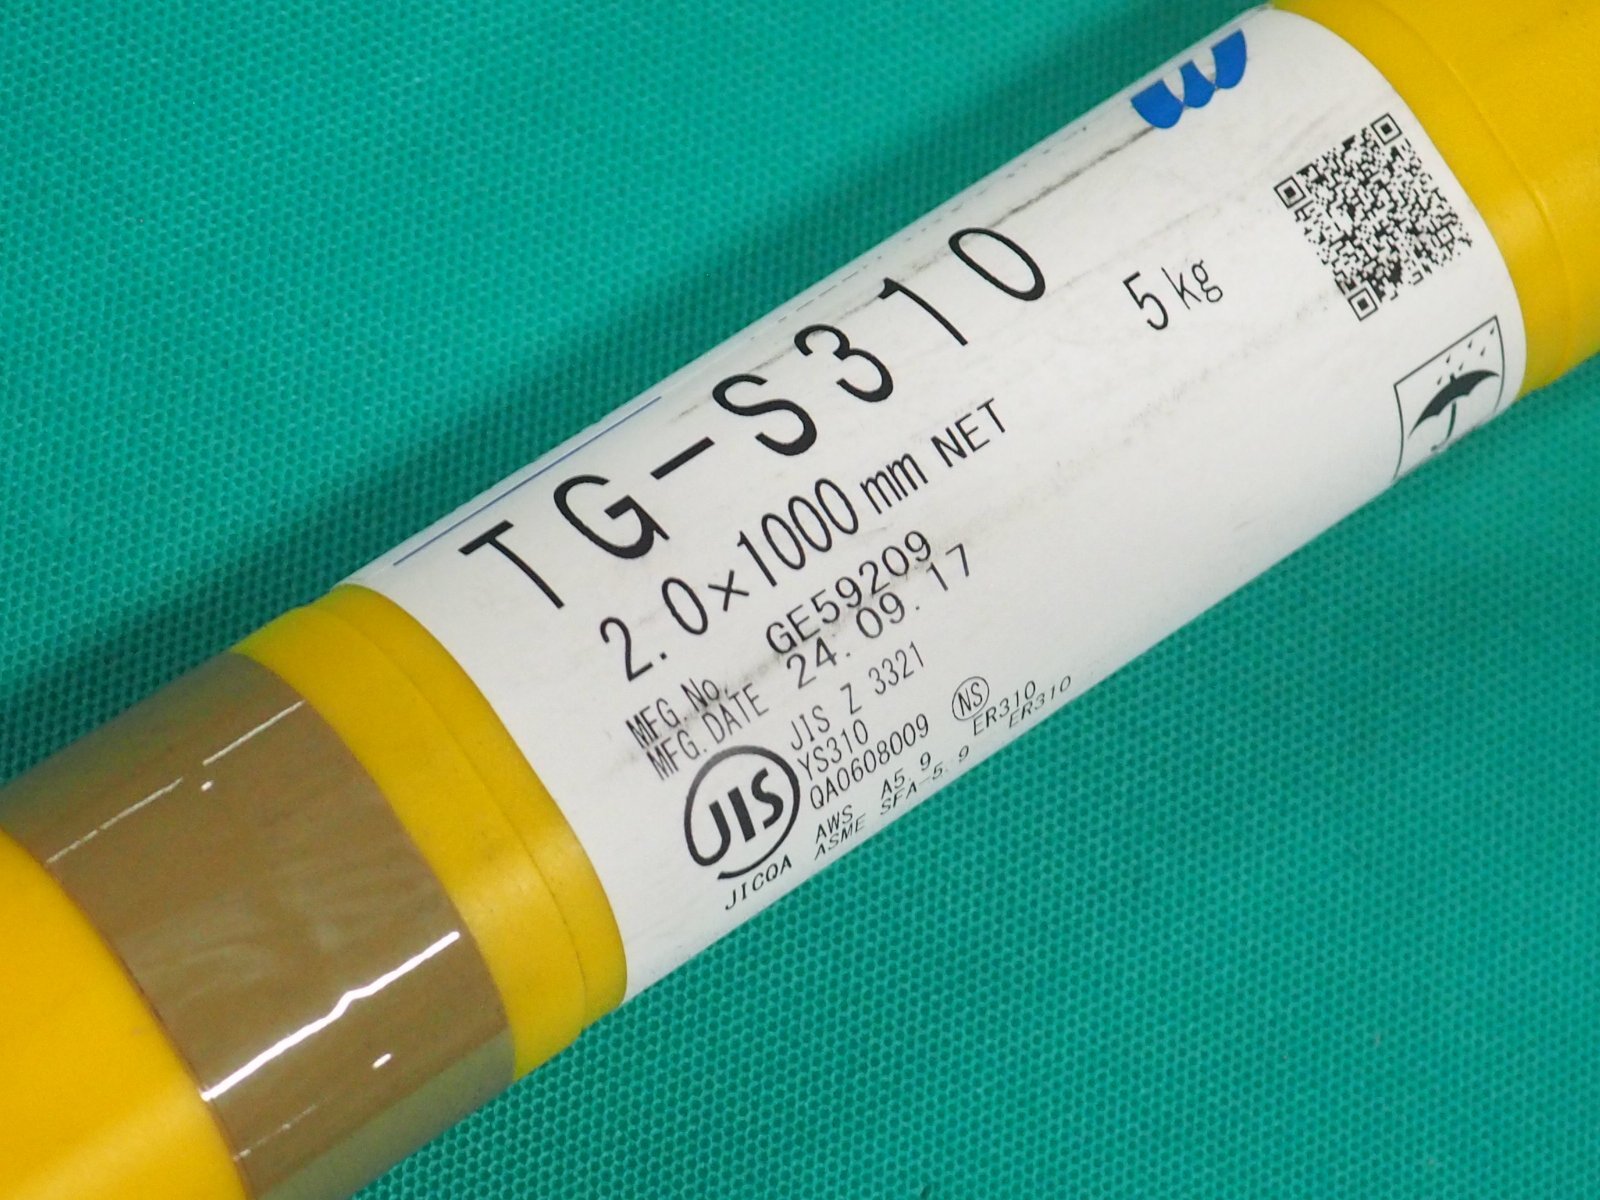 TG-S310
2.0×1000mm NET 5kg
MFG. No. GE59209
MFG. DATE 24.09.17
JIS Z 3321
YS310
QA0608009 NS
JIS
JICQA
AWS A5.9 ER310
ASME SFA-5.9 ER310